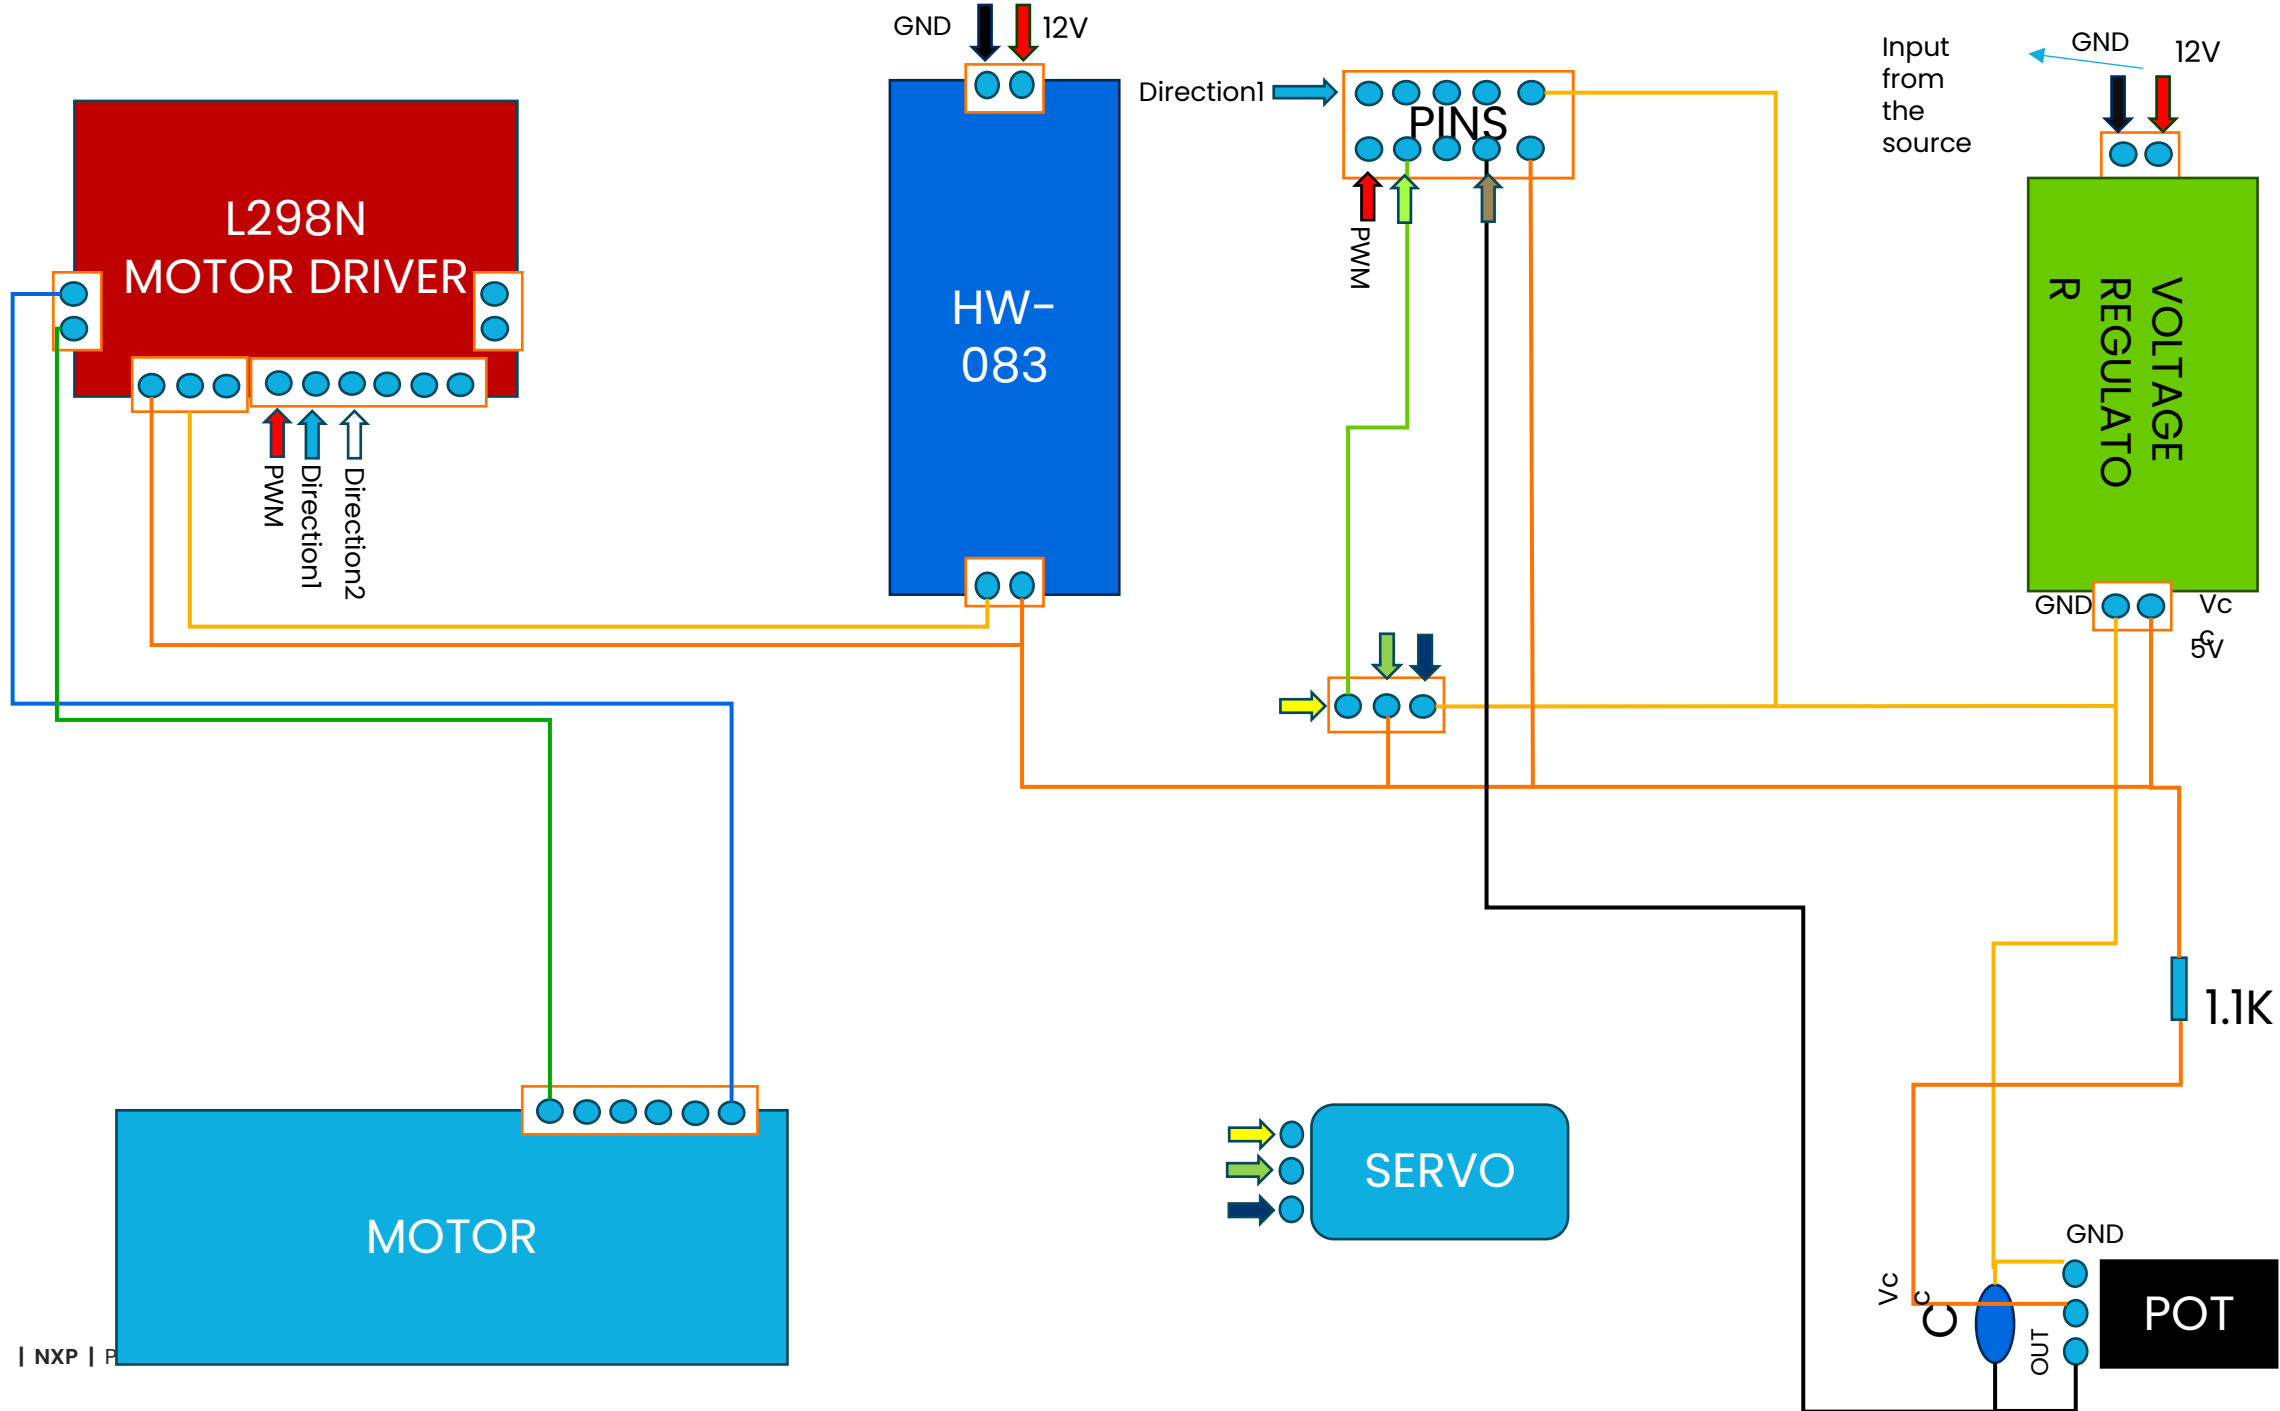 GND
12V
Direction1
PINS
Input
from
the
source
GND
12V
L298N
MOTOR DRIVER
PWM
HW-
083
VOLTAGE
REGULATO
R
PWM
Direction1
Direction2
GND
Vc
c
5V
1.1K
SERVO
MOTOR
GND
Vc
c
C
OUT
POT
| NXP | P